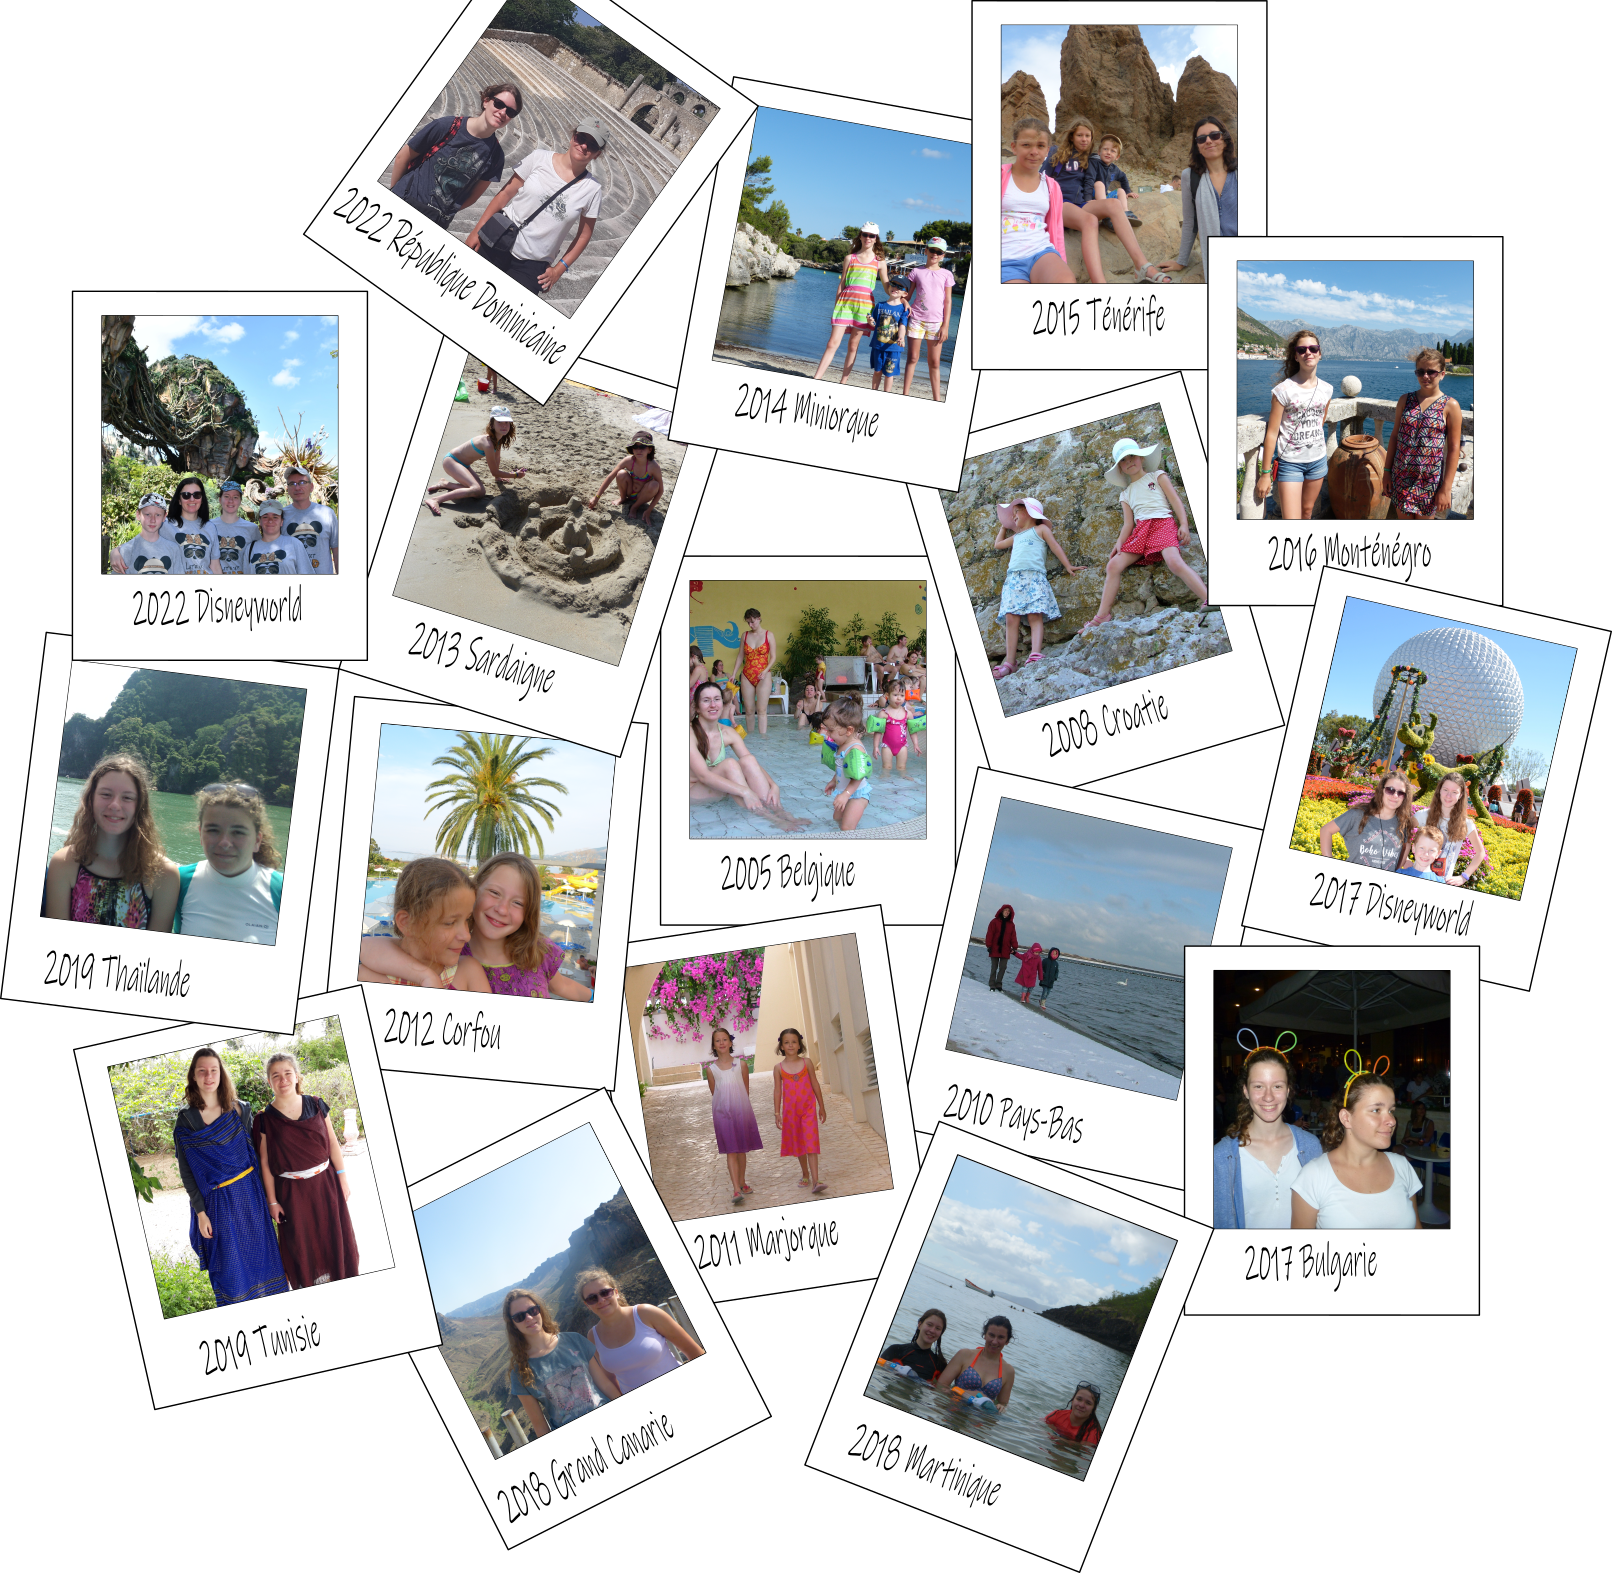 2022 République Dominicaine
2014 Miniorque
2015 Ténérife
2016 Monténégro
2022 Disneyworld
2013 Sardaigne
2008 Croatie
2005 Belgique
2017 Disneyworld
2019 Thaïlande
2012 Corfou
2010 Pays-Bas
2011 Marjorque
2017 Bulgarie
2019 Tunisie
2018 Grand Canarie
2018 Martinique